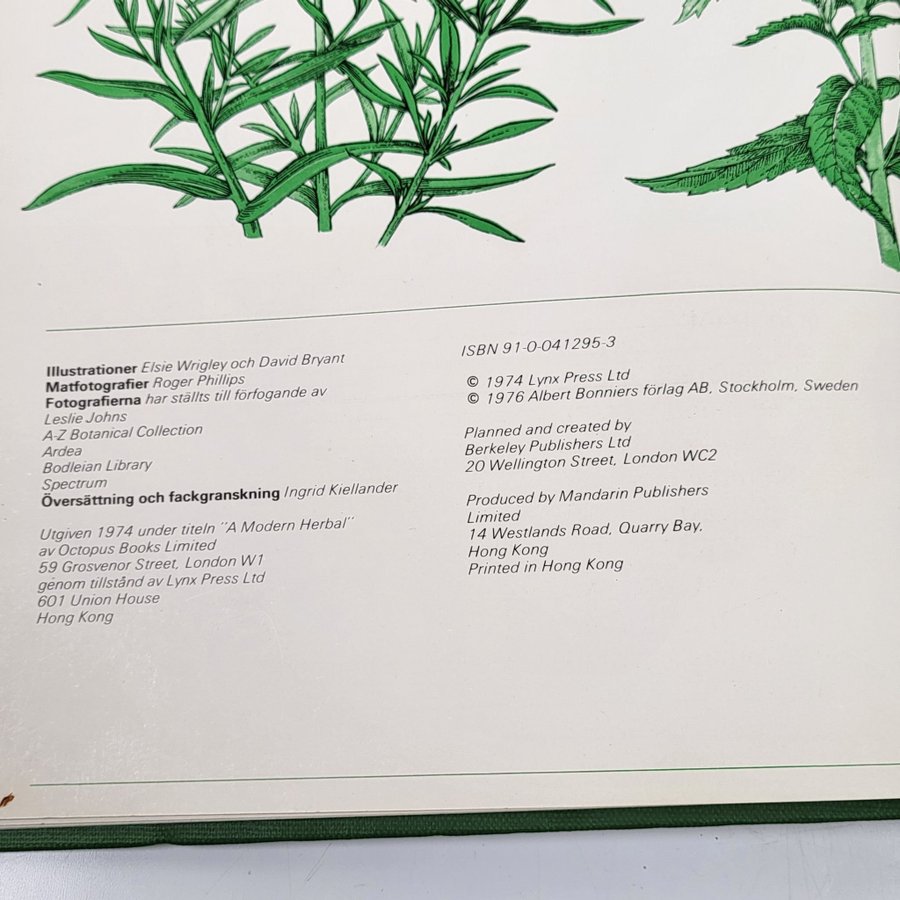 Illustrationer Elsie Wrigley och David Bryant
Matfotografier Roger Phillips
Fotografierna har ställts till förfogande av
Leslie Johns
A-Z Botanical Collection
Ardea
Bodleian Library
Spectrum
Översättning och fackgranskning Ingrid Kiellander
Utgiven 1974 under titeln "A Modern Herbal"
av Octopus Books Limited
59 Grosvenor Street, London W1
genom tillstånd av Lynx Press Ltd
601 Union House
Hong Kong
ISBN 91-0-041295-3
© 1974 Lynx Press Ltd
© 1976 Albert Bonniers förlag AB, Stockholm, Sweden
Planned and created by
Berkeley Publishers Ltd
20 Wellington Street, London WC2
Produced by Mandarin Publishers
Limited
14 Westlands Road, Quarry Bay,
Hong Kong
Printed in Hong Kong